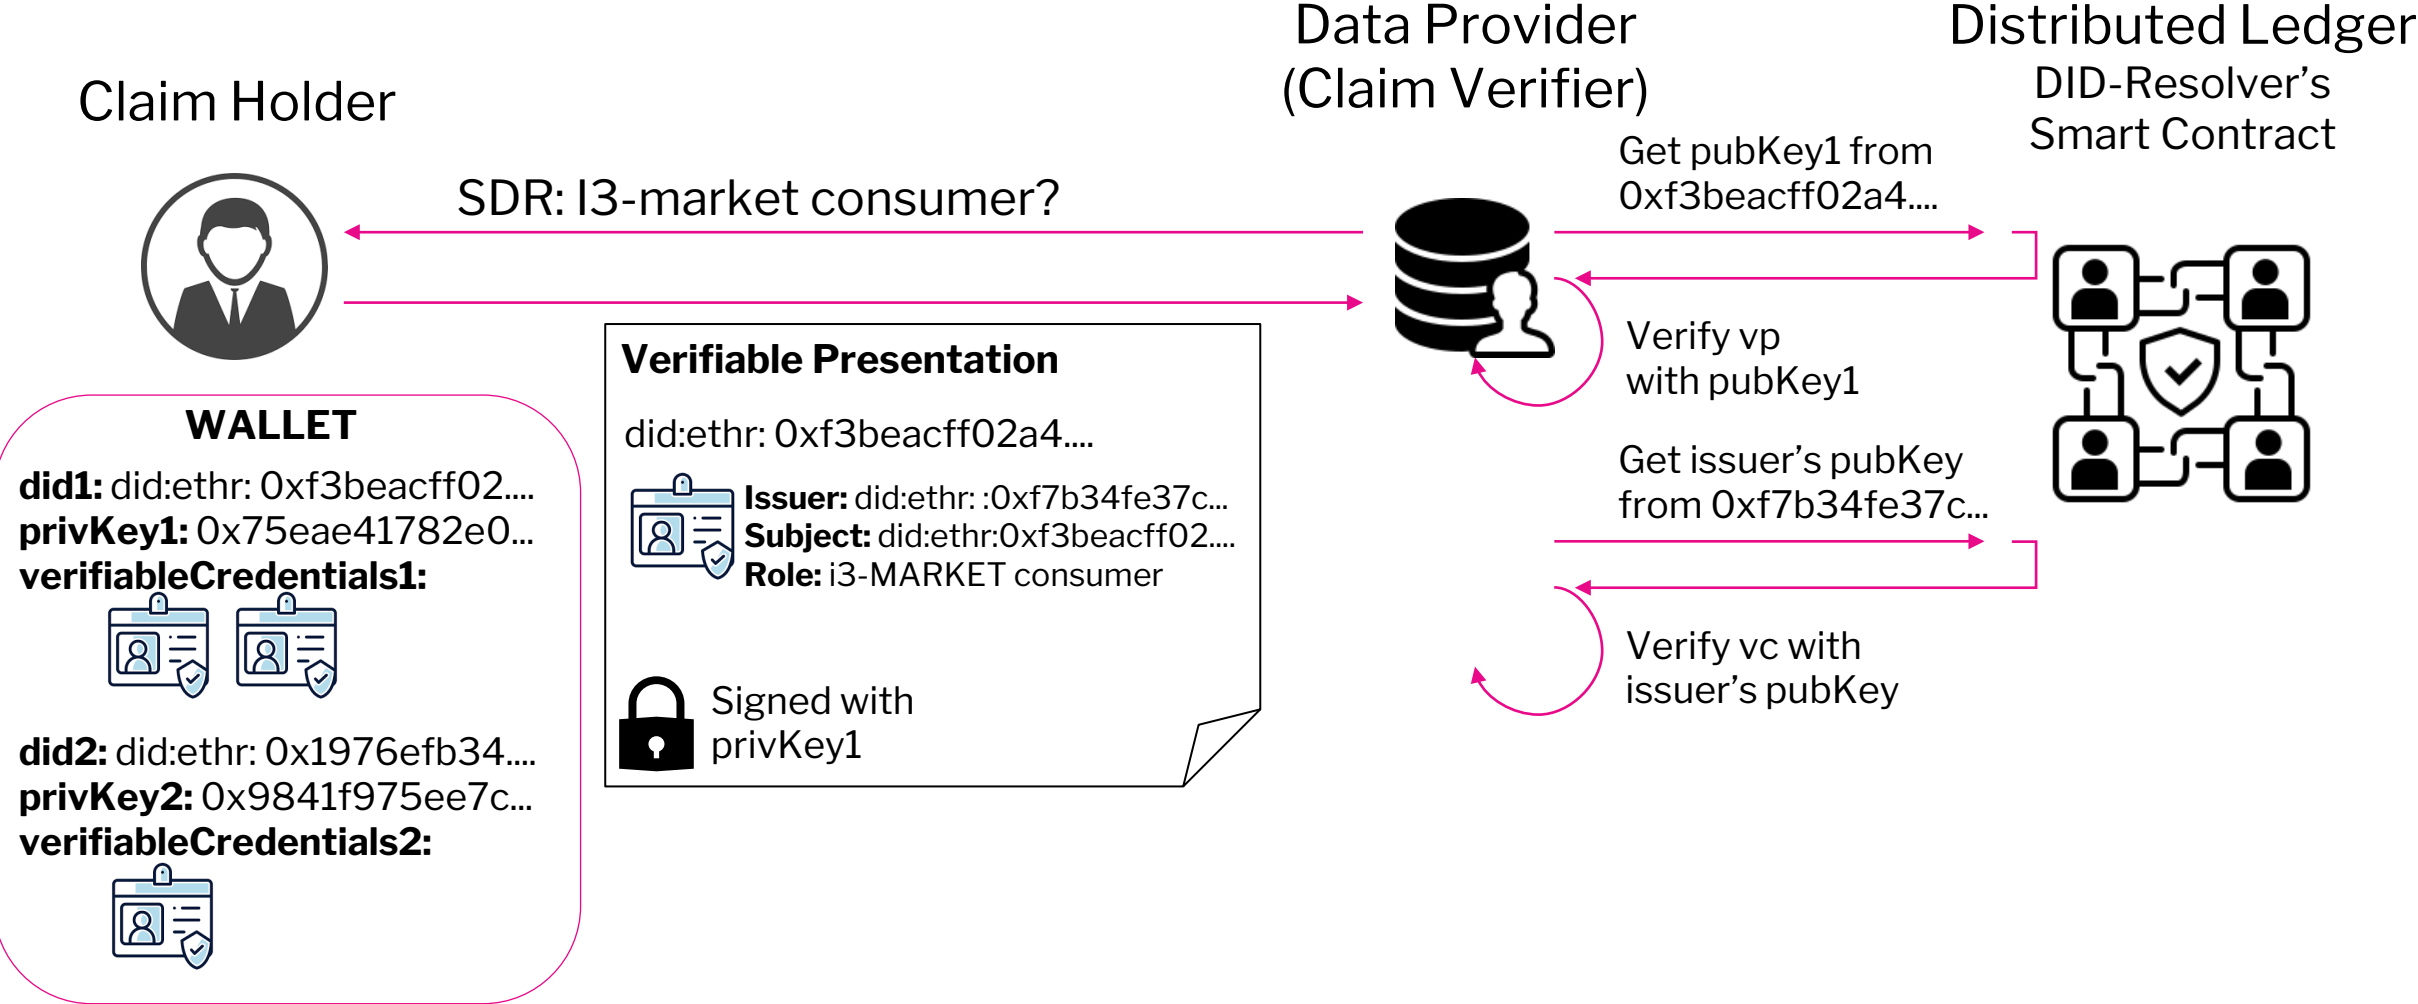 Claim Holder
Data Provider
(Claim Verifier)
Distributed Ledger
DID-Resolver's
Smart Contract
SDR: I3-market consumer?
Get pubKey1 from
0xf3beacff02a4....
Verify vp
with pubKey1
Get issuer's pubKey
from 0xf7b34fe37c...
Verify vc with
issuer's pubKey
Verifiable Presentation
did:ethr: 0xf3beacff02a4....
Issuer: did:ethr: :0xf7b34fe37c...
Subject: did:ethr:0xf3beacff02....
Role: i3-MARKET consumer
Signed with
privKey1
WALLET
did1: did:ethr: 0xf3beacff02....
privKey1: 0x75eae41782e0...
verifiableCredentials1:
did2: did:ethr: 0x1976efb34....
privKey2: 0x9841f975ee7c...
verifiableCredentials2: